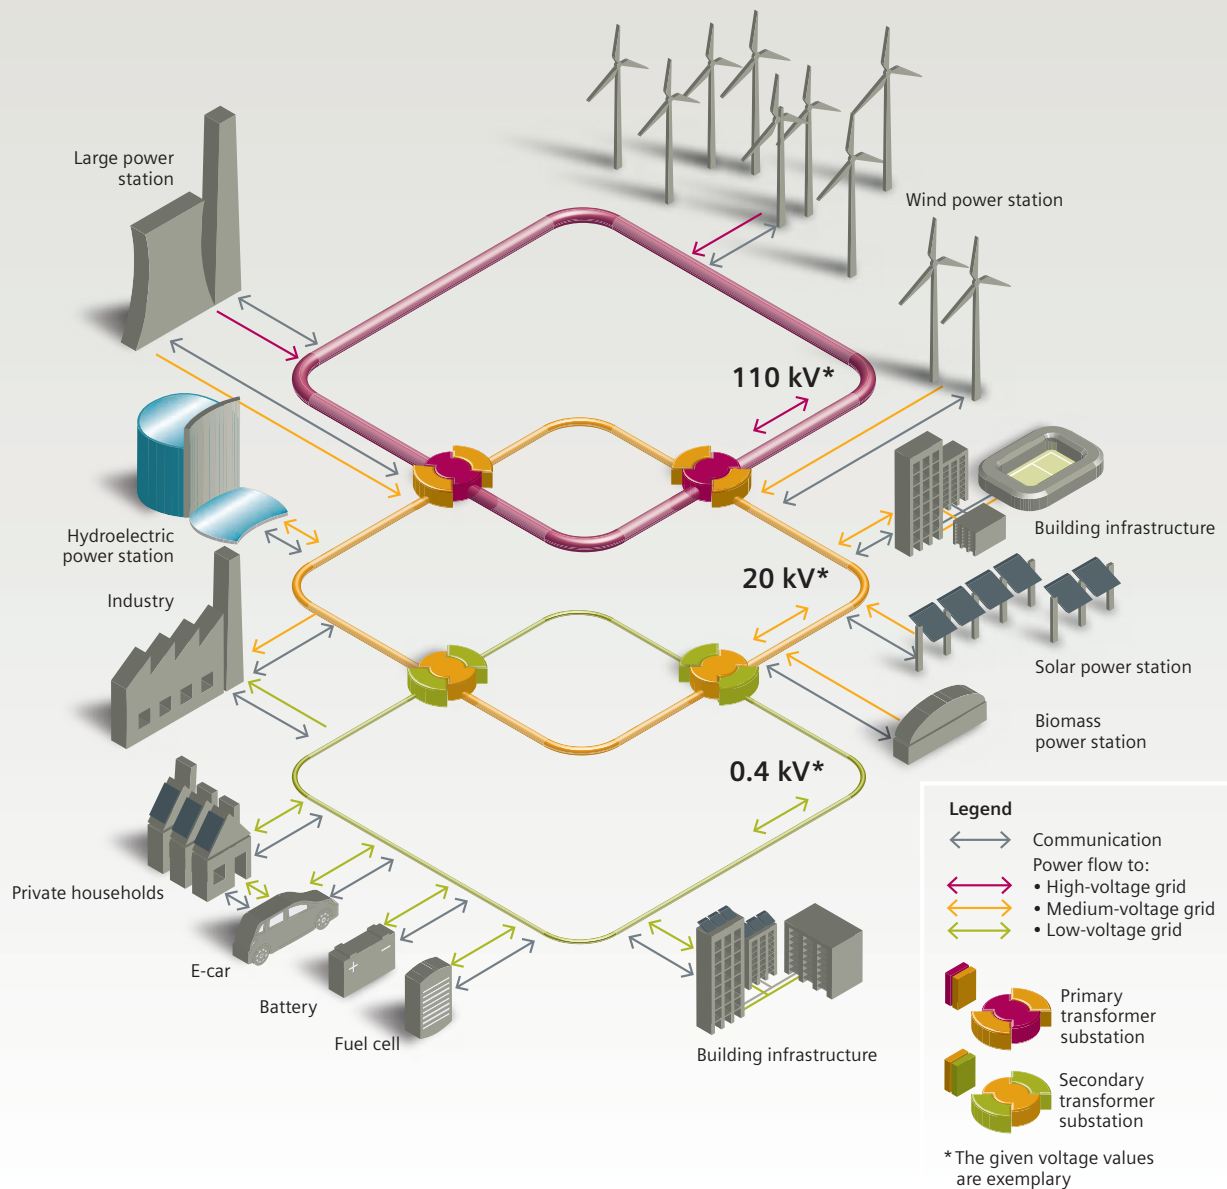 Large power
station
Wind power station
110 kV*
Hydroelectric
power station
Building infrastructure
20 kV*
Industry
Solar power station
Biomass
power station
0.4 kV*
Private households
E-car
Battery
Fuel cell
Building infrastructure
Legend
Communication
Power flow to:
• High-voltage grid
• Medium-voltage grid
• Low-voltage grid
Primary
transformer
substation
Secondary
transformer
substation
* The given voltage values
are exemplary